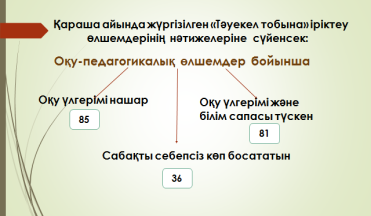 Қараша айында жүргізілген «Тәуекел тобына» іріктеу
өлшемдерінің нәтижелеріне сүйенсек:
Оқу-педагогикалық өлшемдер бойынша
Оқу үлгерімі нашар
85
Оқу үлгерімі және
білім сапасы түскен
81
Сабақты себепсіз көп босататын
36